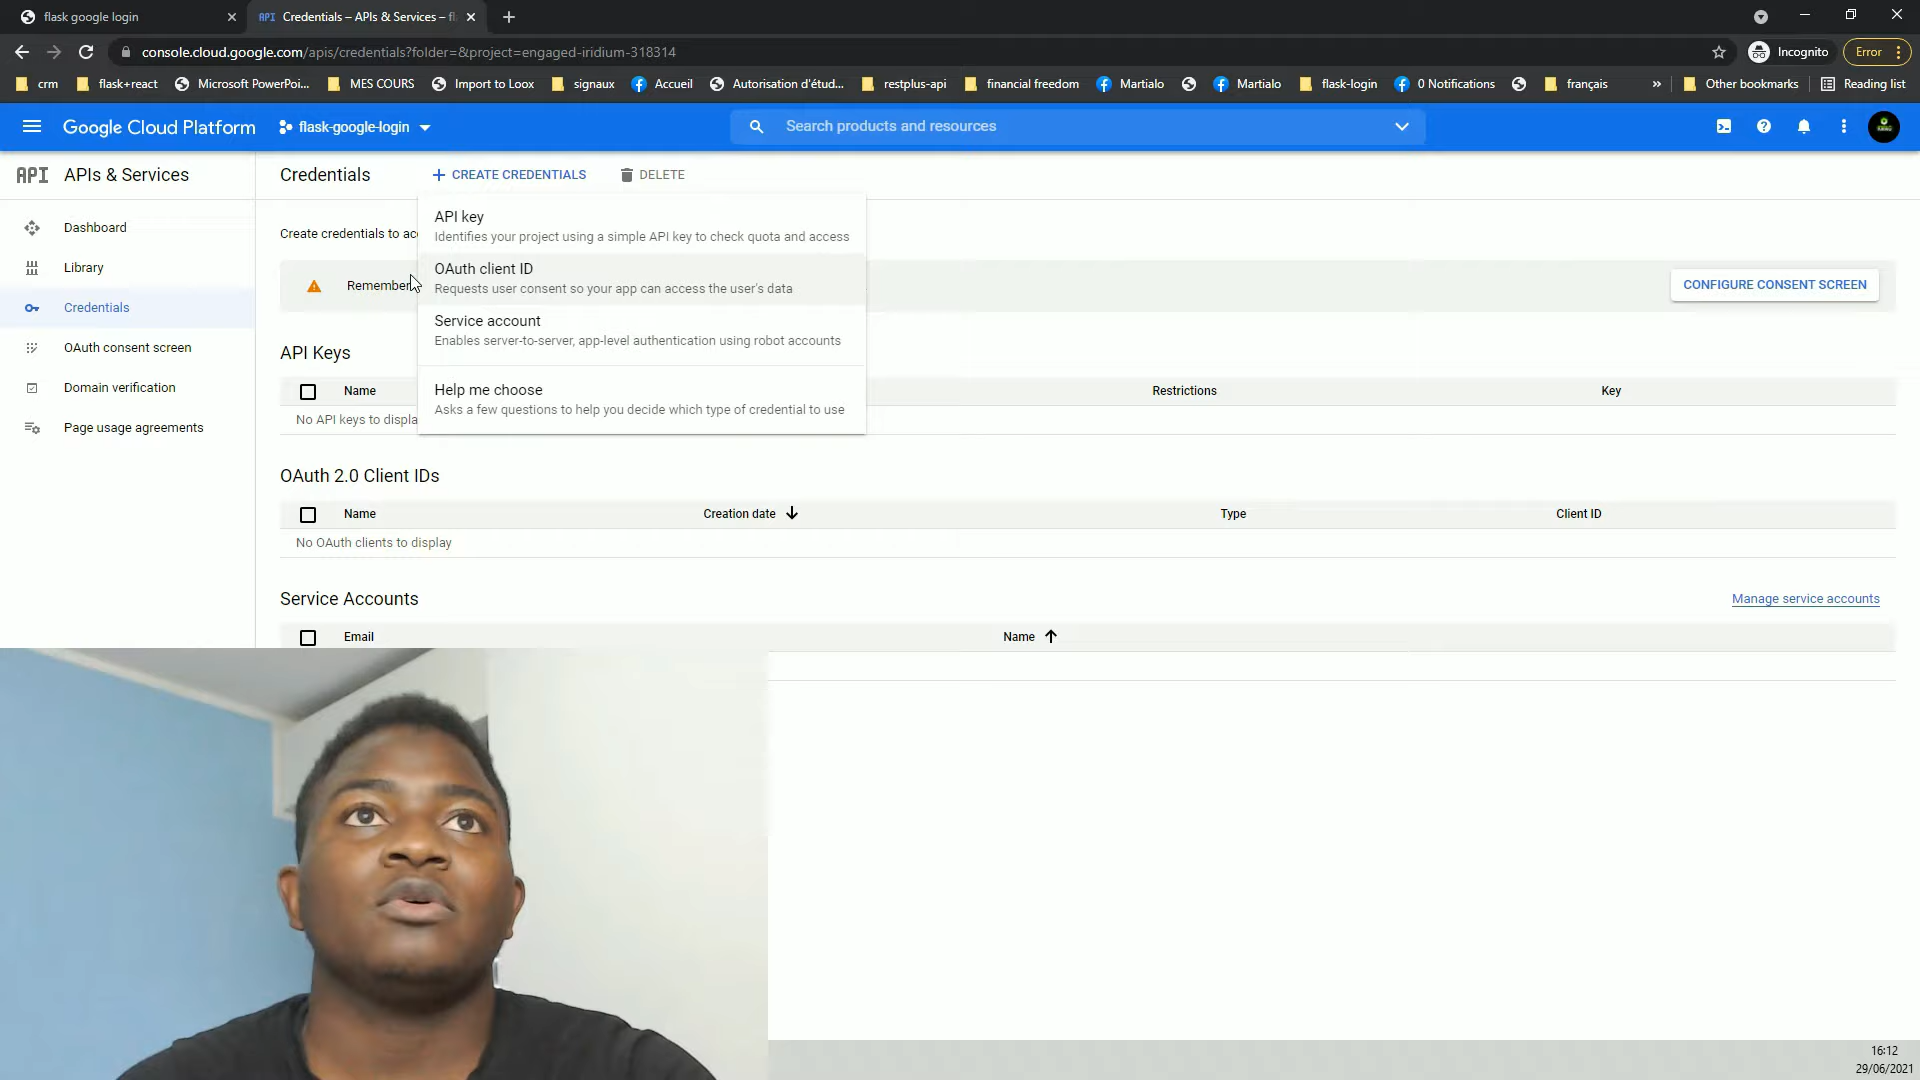 flask google login
API Credentials – APIs & Services – fl
console.cloud.google.com/apis/credentials?folder=&project=engaged-iridium-318314
Incognito
Error
crm
flask+react
Microsoft PowerPoi...
MES COURS
Import to Loox
signaux
Accueil
Autorisation d'étud...
restplus-api
financial freedom
Martialo
Martialo
flask-login
0 Notifications
français
»
Other bookmarks
Reading list
Google Cloud Platform
flask-google-login
Search products and resources
API APIs & Services
Credentials
+ CREATE CREDENTIALS
DELETE
Dashboard
Library
Credentials
OAuth consent screen
Domain verification
Page usage agreements
Create credentials to acc
Remember
CONFIGURE CONSENT SCREEN
API key
Identifies your project using a simple API key to check quota and access
OAuth client ID
Requests user consent so your app can access the user's data
Service account
Enables server-to-server, app-level authentication using robot accounts
Help me choose
Asks a few questions to help you decide which type of credential to use
API Keys
Name
Restrictions
Key
No API keys to displa
OAuth 2.0 Client IDs
Name
Creation date
Type
Client ID
No OAuth clients to display
Service Accounts
Manage service accounts
Email
Name
16:12
29/06/2021